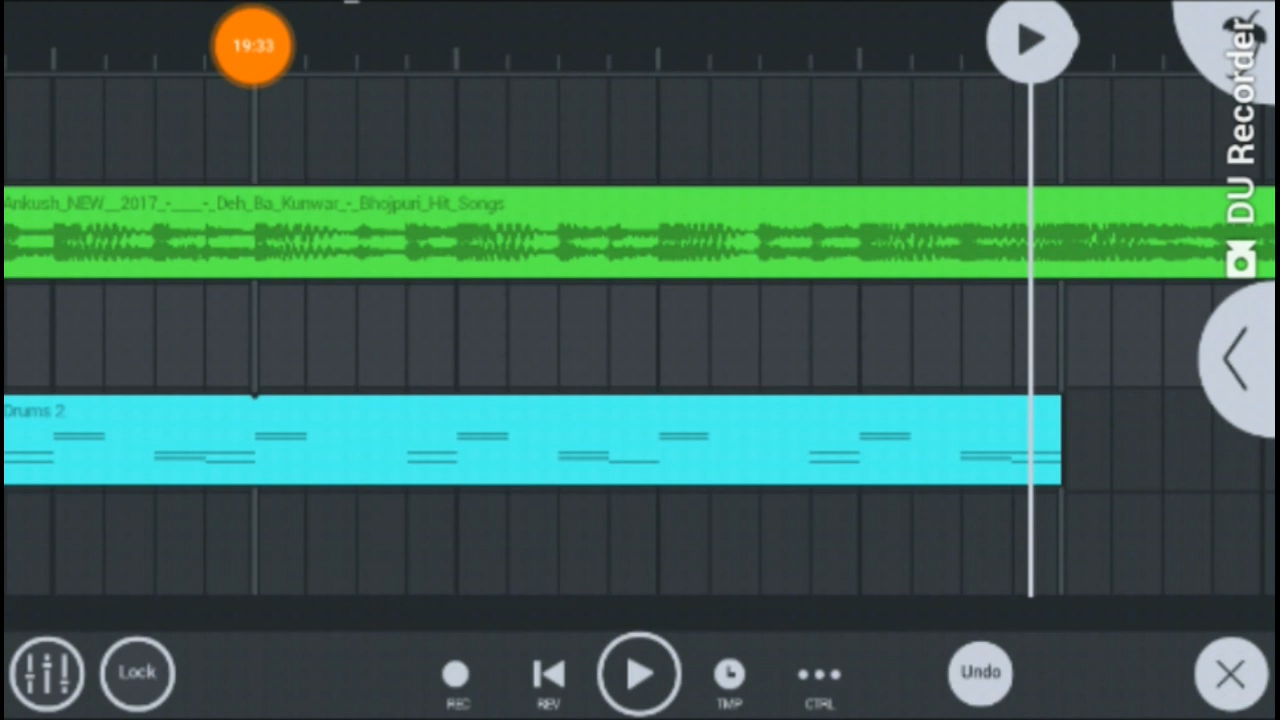 19:33
DU Recorder
Ankush_NEW__2017_-____-_Deh_Ba_Kunwar_-_Bhojpuri_Hit_Songs
Drums 2
Lock
REC
REV
TMP
CTRL
Undo